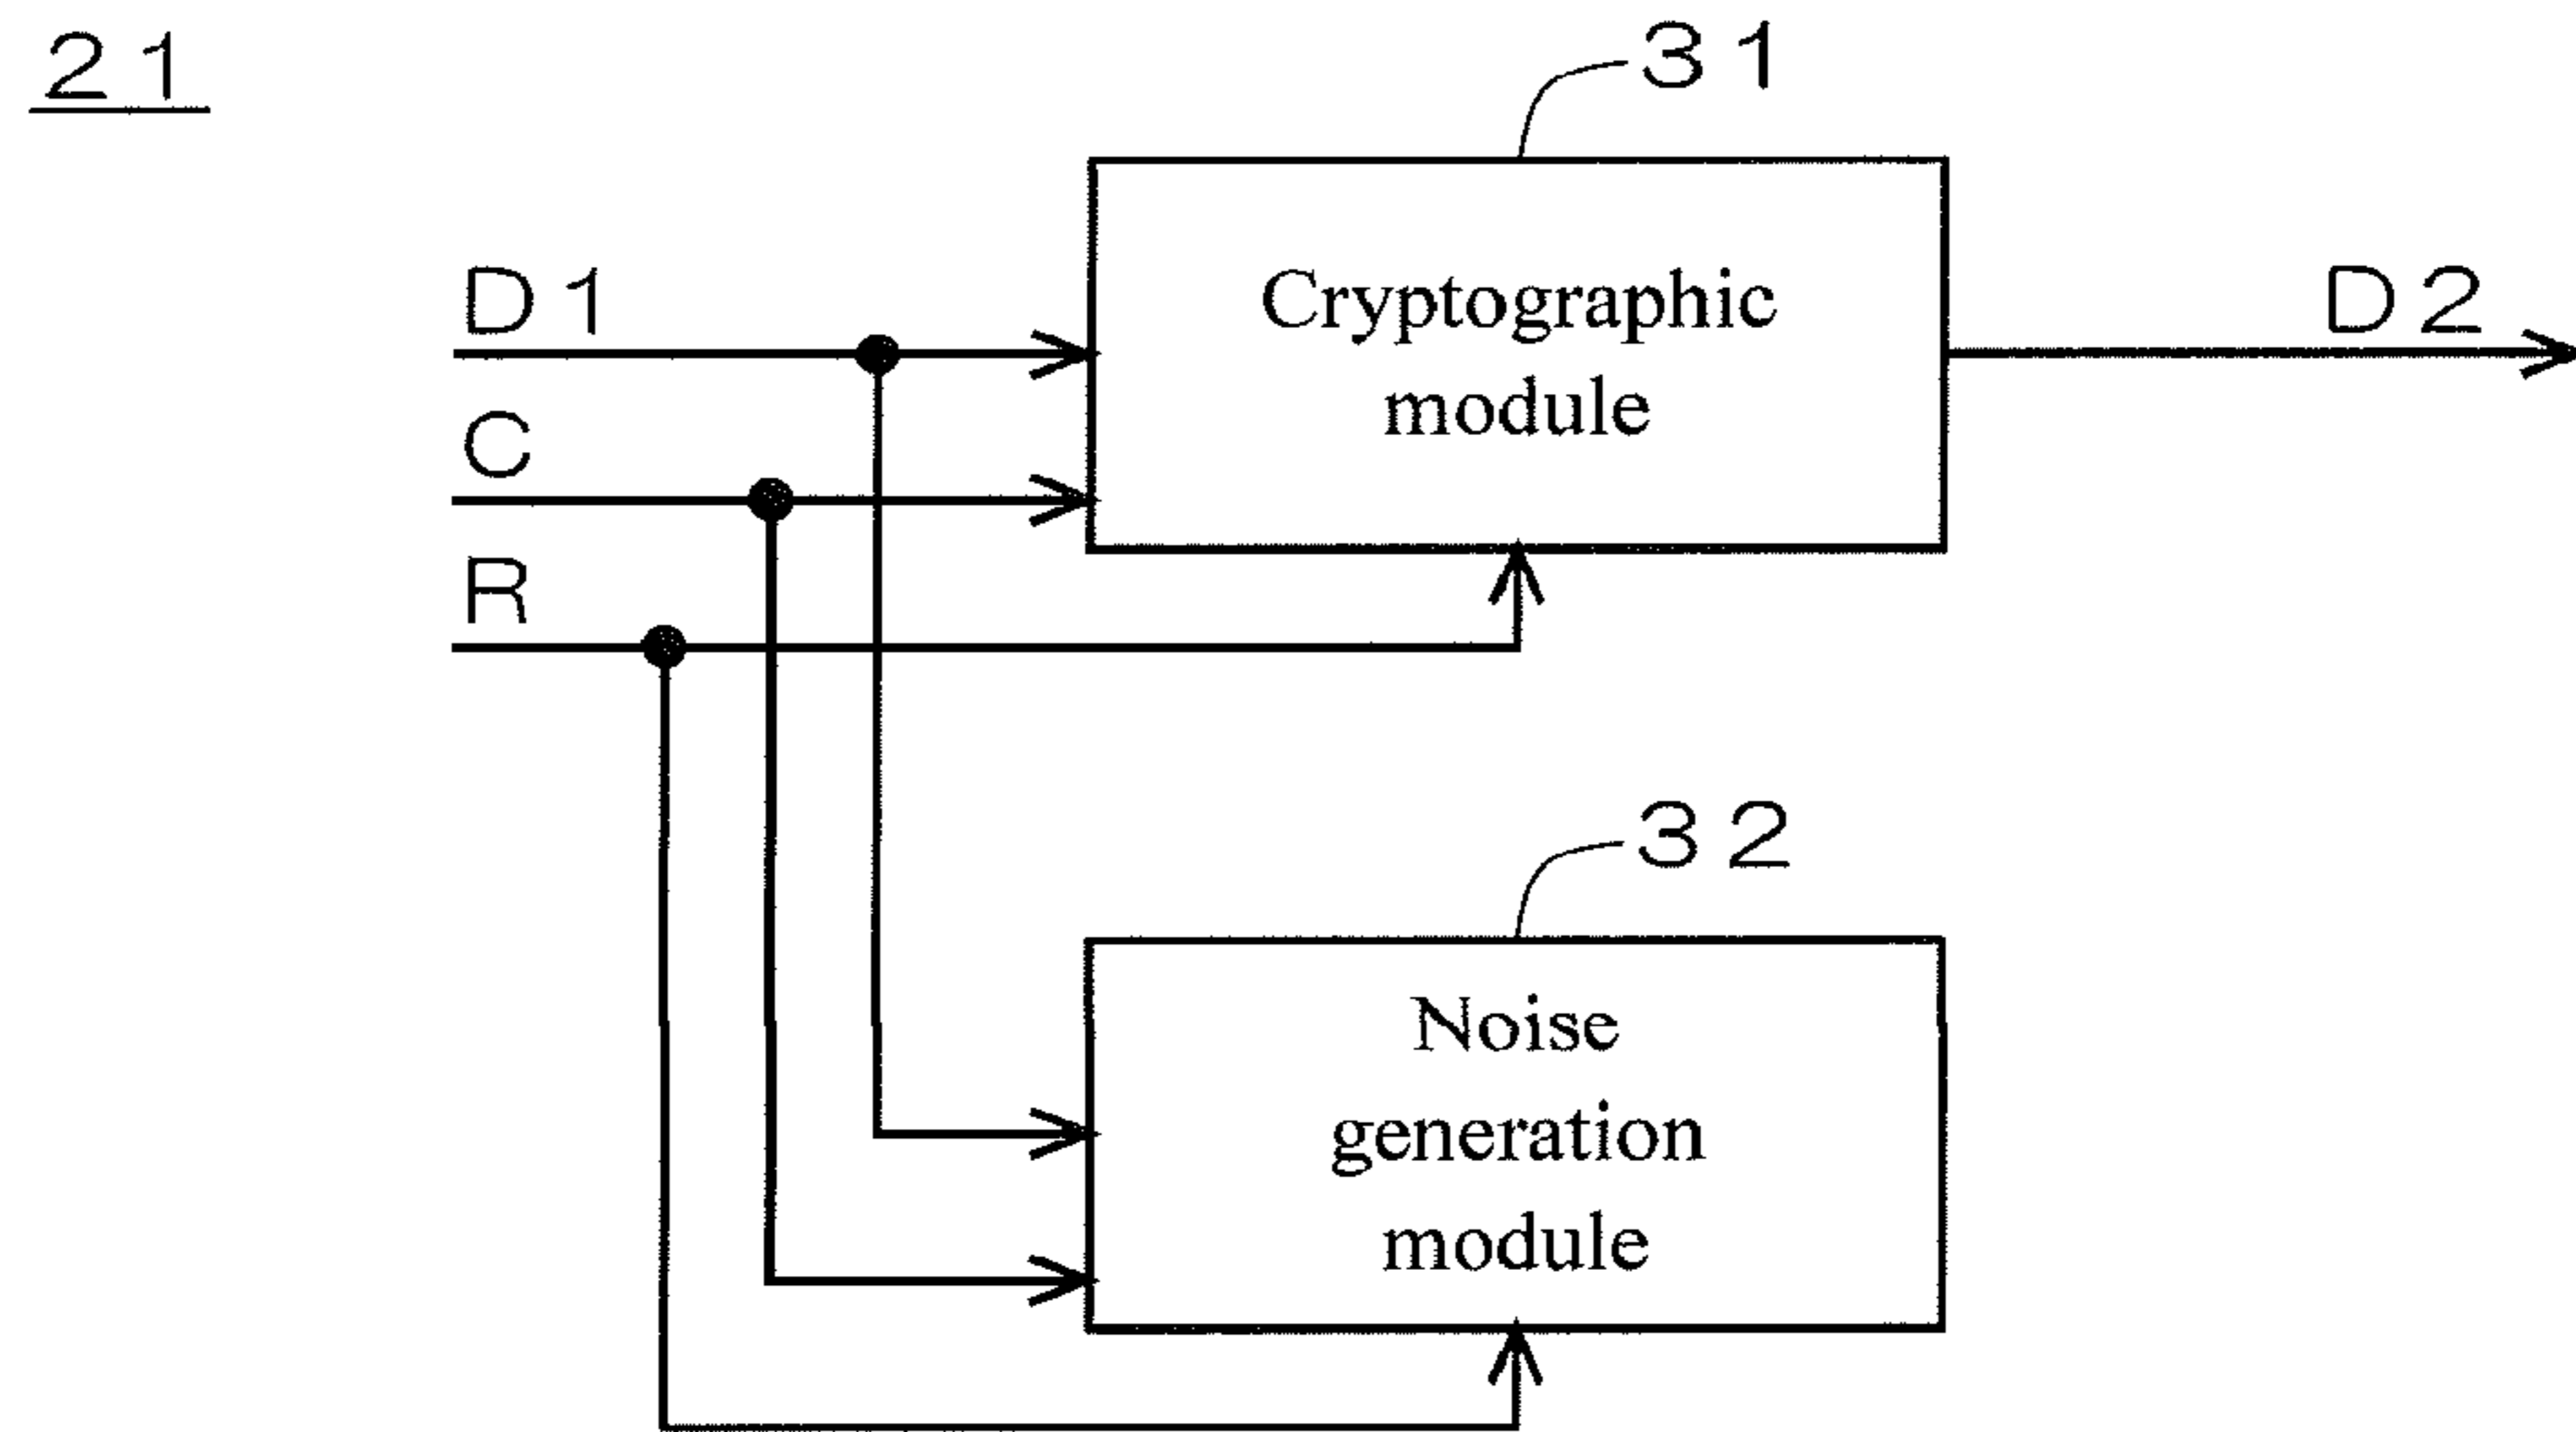 21
31
D1
Cryptographic
module
D2
C
R
32
Noise
generation
module